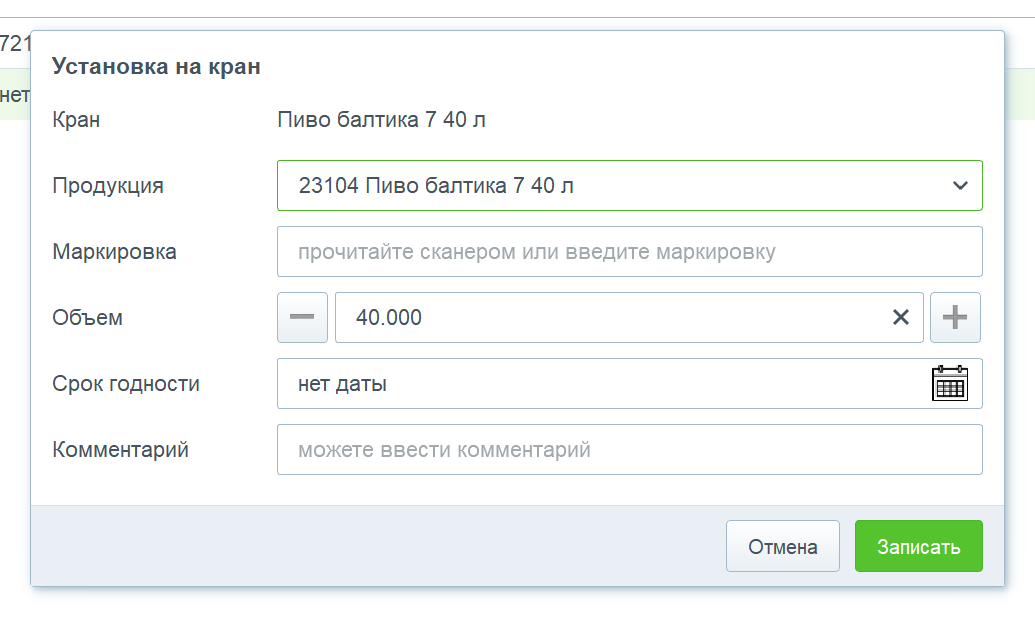 721
Установка на кран
нет
Кран Пиво балтика 7 40 л
Продукция 23104 Пиво балтика 7 40 л
Маркировка прочитайте сканером или введите маркировку
Объем 40.000
Срок годности нет даты
Комментарий можете ввести комментарий
Отмена Записать